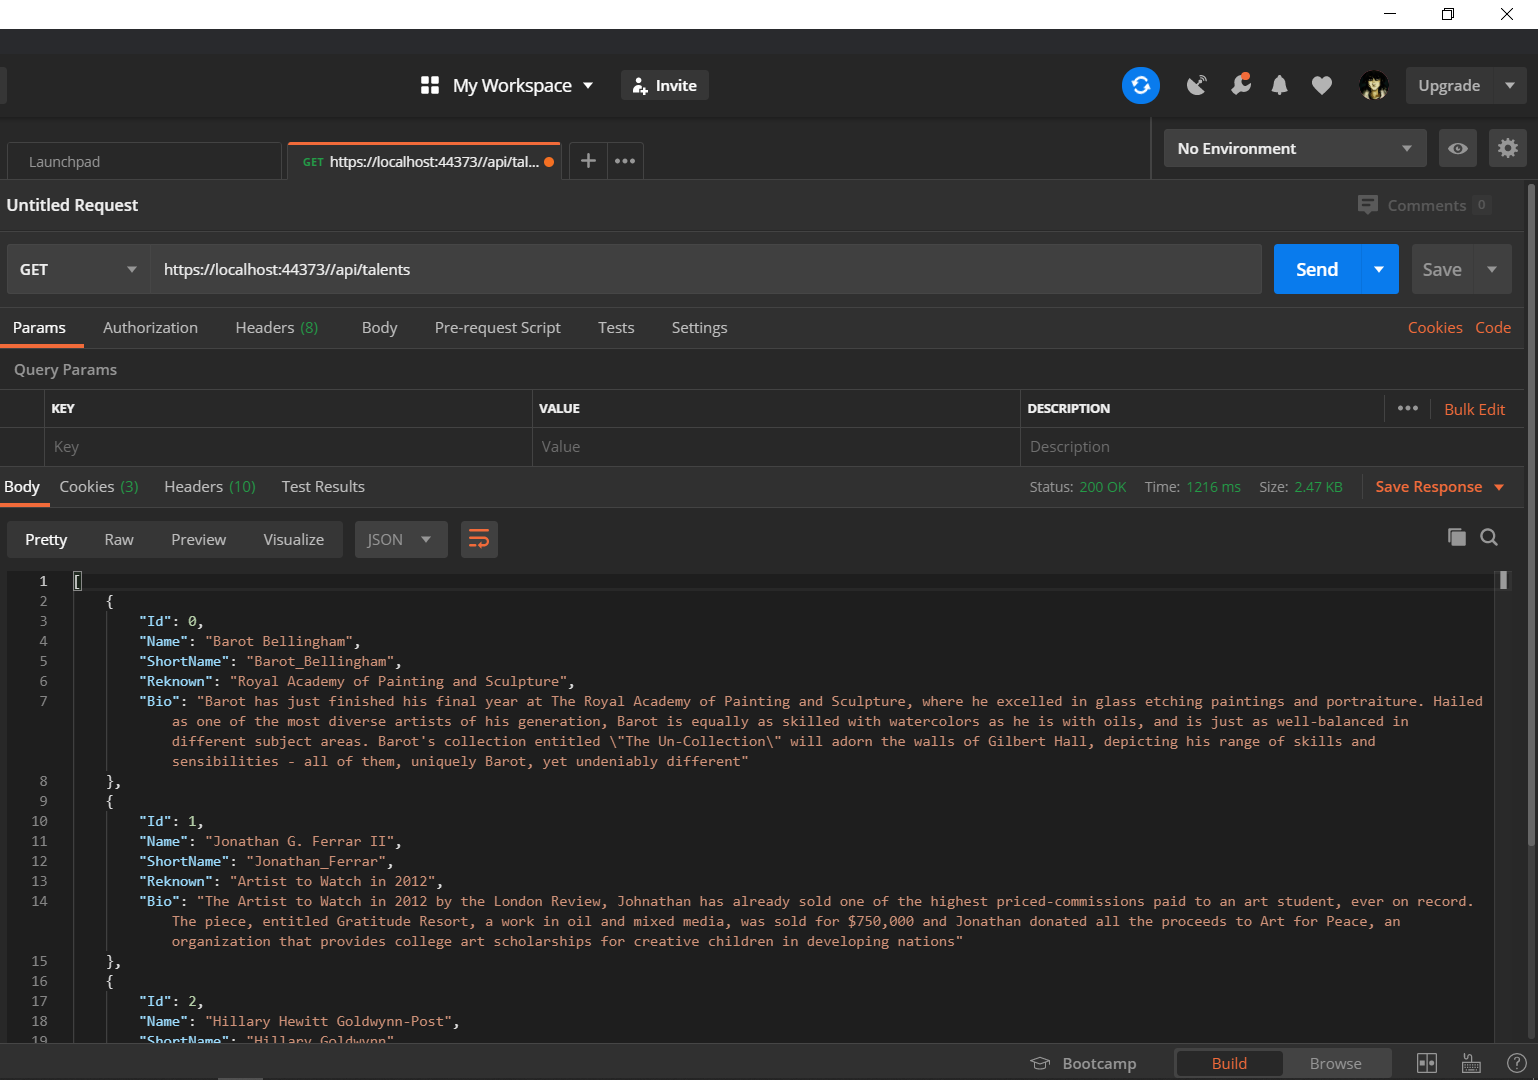 My Workspace
Invite
Upgrade
Launchpad
GET https://localhost:44373//api/tal...
No Environment
Untitled Request
Comments 0
GET
https://localhost:44373//api/talents
Send
Save
Params
Authorization
Headers (8)
Body
Pre-request Script
Tests
Settings
Cookies
Code
Query Params
KEY
VALUE
DESCRIPTION
Bulk Edit
Key
Value
Description
Body
Cookies (3)
Headers (10)
Test Results
Status: 200 OK
Time: 1216 ms
Size: 2.47 KB
Save Response
Pretty
Raw
Preview
Visualize
JSON
1 [
2 {
3 "Id": 0,
4 "Name": "Barot Bellingham",
5 "ShortName": "Barot_Bellingham",
6 "Reknown": "Royal Academy of Painting and Sculpture",
7 "Bio": "Barot has just finished his final year at The Royal Academy of Painting and Sculpture, where he excelled in glass etching paintings and portraiture. Hailed
as one of the most diverse artists of his generation, Barot is equally as skilled with watercolors as he is with oils, and is just as well-balanced in
different subject areas. Barot's collection entitled \"The Un-Collection\" will adorn the walls of Gilbert Hall, depicting his range of skills and
sensibilities - all of them, uniquely Barot, yet undeniably different"
8 },
9 {
10 "Id": 1,
11 "Name": "Jonathan G. Ferrar II",
12 "ShortName": "Jonathan_Ferrar",
13 "Reknown": "Artist to Watch in 2012",
14 "Bio": "The Artist to Watch in 2012 by the London Review, Johnathan has already sold one of the highest priced-commissions paid to an art student, ever on record.
The piece, entitled Gratitude Resort, a work in oil and mixed media, was sold for $750,000 and Jonathan donated all the proceeds to Art for Peace, an
organization that provides college art scholarships for creative children in developing nations"
15 },
16 {
17 "Id": 2,
18 "Name": "Hillary Hewitt Goldwynn-Post",
19 "ShortName": "Hillary_Goldwynn"
Bootcamp
Build
Browse